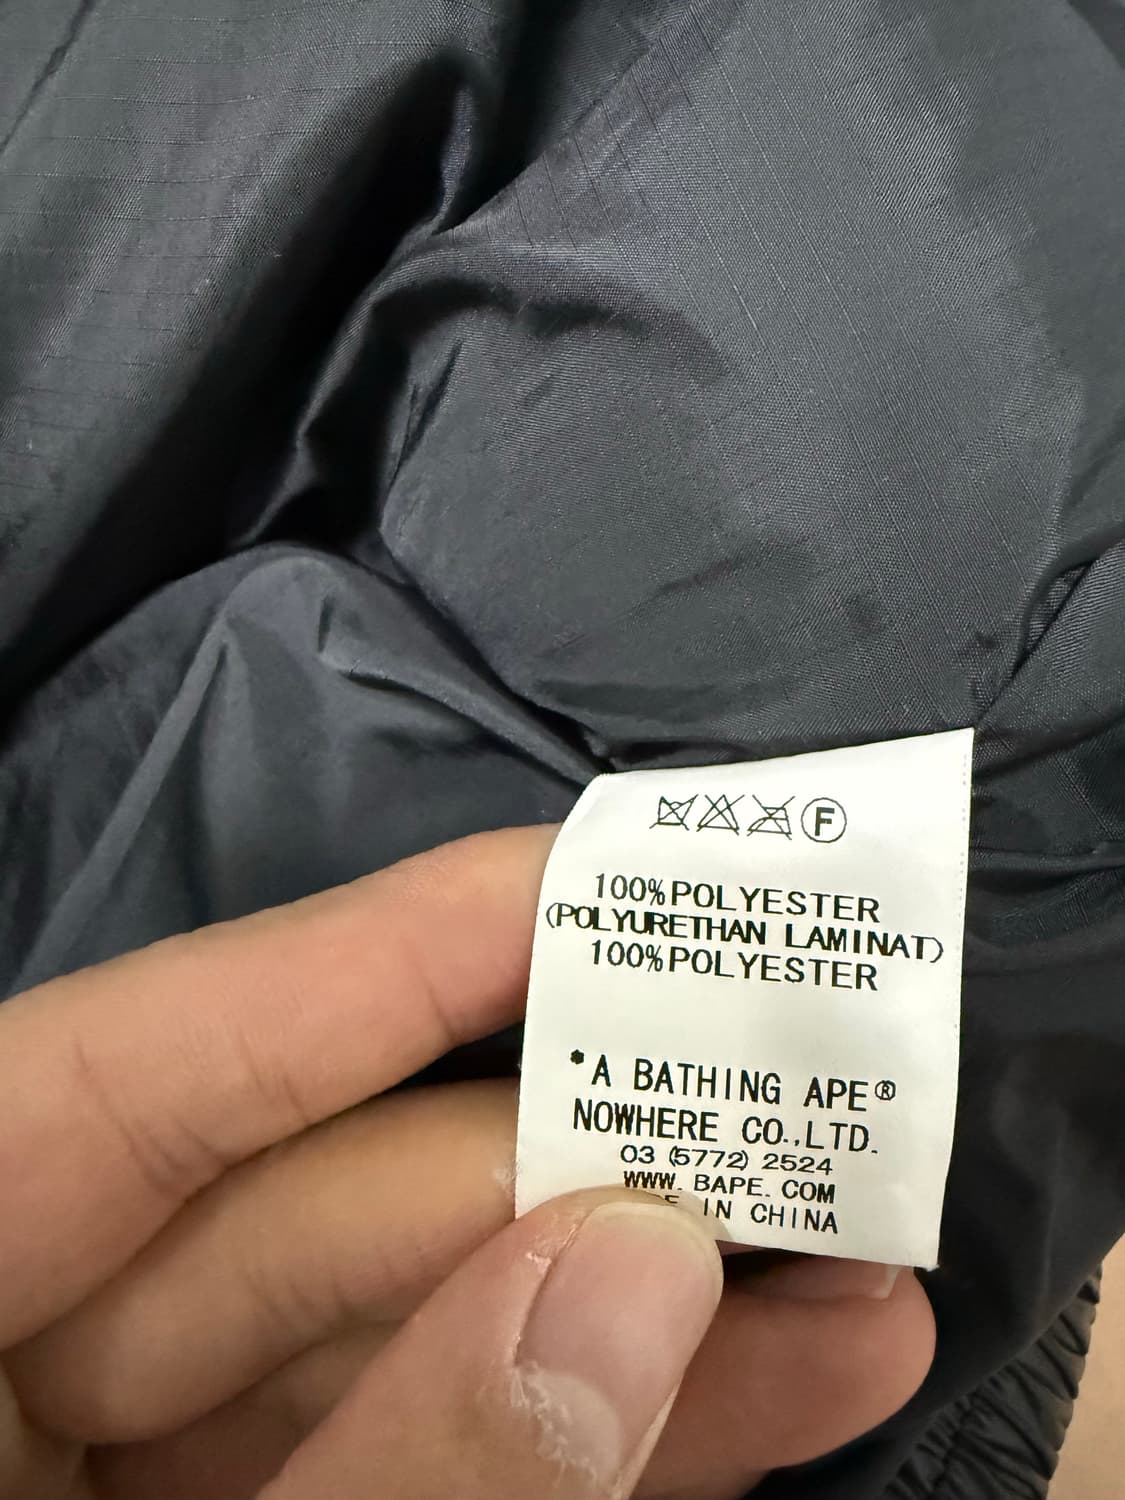 F
100%POLYESTER
(POLYURETHAN LAMINAT)
100%POLYESTER
*A BATHING APE®
NOWHERE CO.,LTD.
03 (5772) 2524
WWW. BAPE. COM
IN CHINA